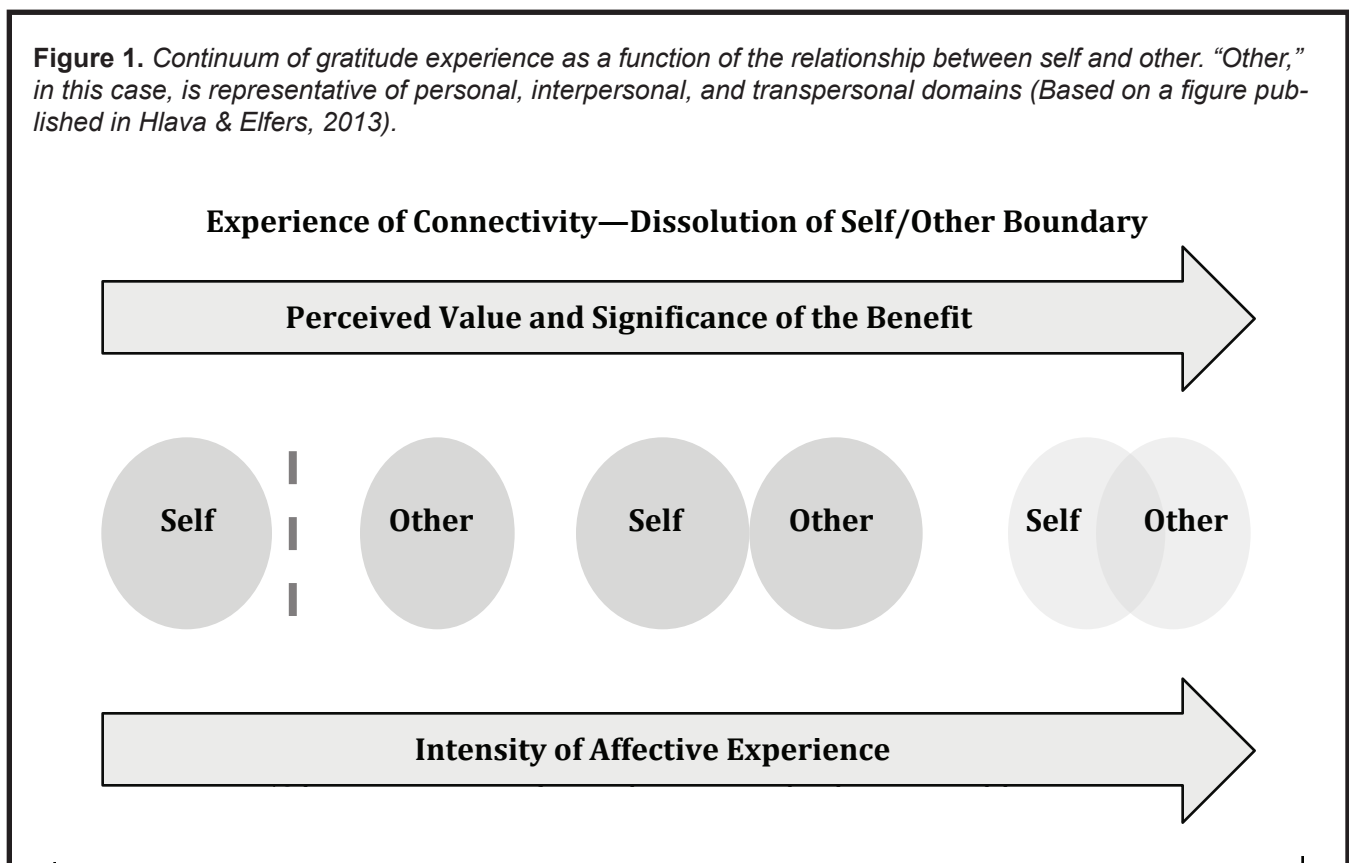 Figure 1. Continuum of gratitude experience as a function of the relationship between self and other. “Other,”
in this case, is representative of personal, interpersonal, and transpersonal domains (Based on a figure pub-
lished in Hlava & Elfers, 2013).
Experience of Connectivity—Dissolution of Self/Other Boundary
Perceived Value and Significance of the Benefit
Self Other Self Other Self Other
Intensity of Affective Experience